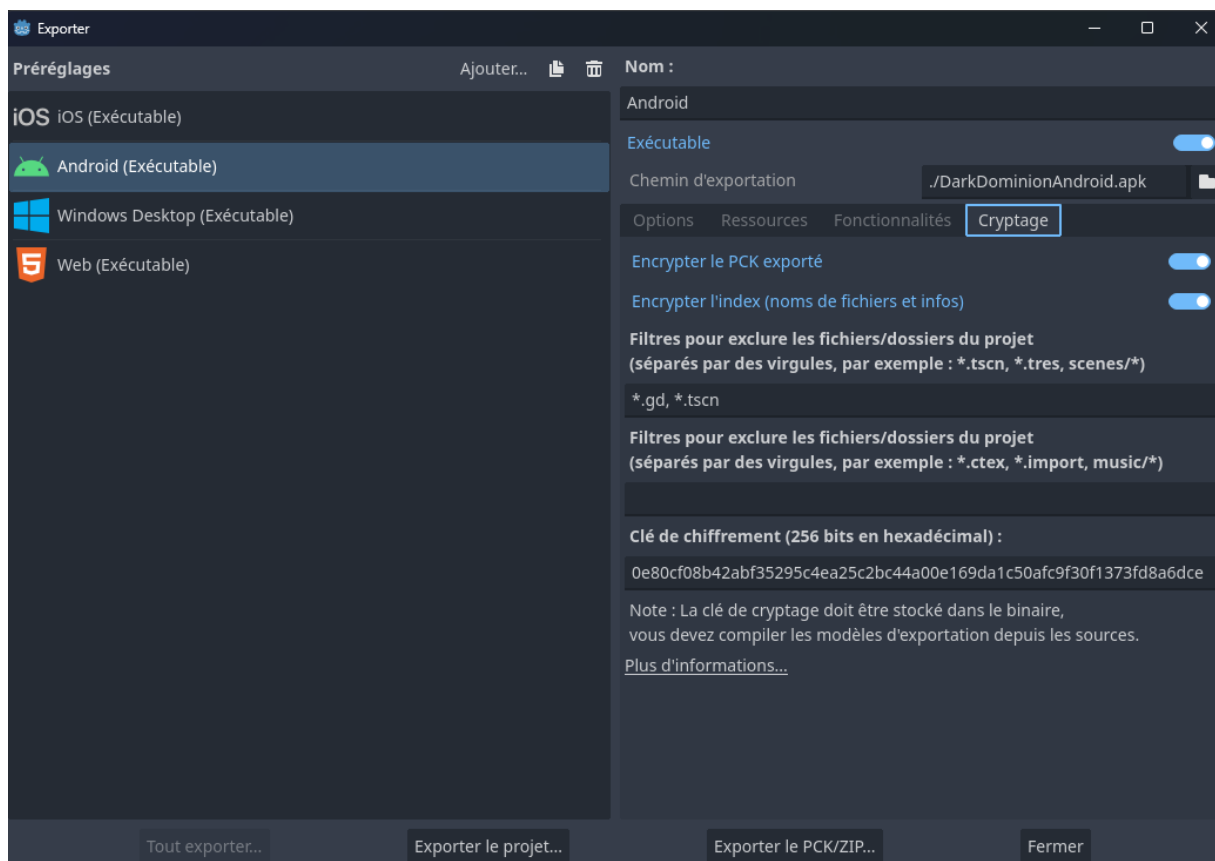 Exporter
Préréglages
Ajouter...
iOS iOS (Exécutable)
Android (Exécutable)
Windows Desktop (Exécutable)
5 Web (Exécutable)
Nom :
Android
Exécutable
Chemin d'exportation ./DarkDominionAndroid.apk
Options Ressources Fonctionnalités Cryptage
Encrypter le PCK exporté
Encrypter l'index (noms de fichiers et infos)
Filtres pour exclure les fichiers/dossiers du projet
(séparés par des virgules, par exemple : *.tscn, *.tres, scenes/*)
*.gd, *.tscn
Filtres pour exclure les fichiers/dossiers du projet
(séparés par des virgules, par exemple : *.ctex, *.import, music/*)
Clé de chiffrement (256 bits en hexadécimal) :
0e80cf08b42abf35295c4ea25c2bc44a00e169da1c50afc9f30f1373fd8a6dce
Note : La clé de cryptage doit être stocké dans le binaire,
vous devez compiler les modèles d'exportation depuis les sources.
Plus d'informations...
Tout exporter... Exporter le projet... Exporter le PCK/ZIP... Fermer